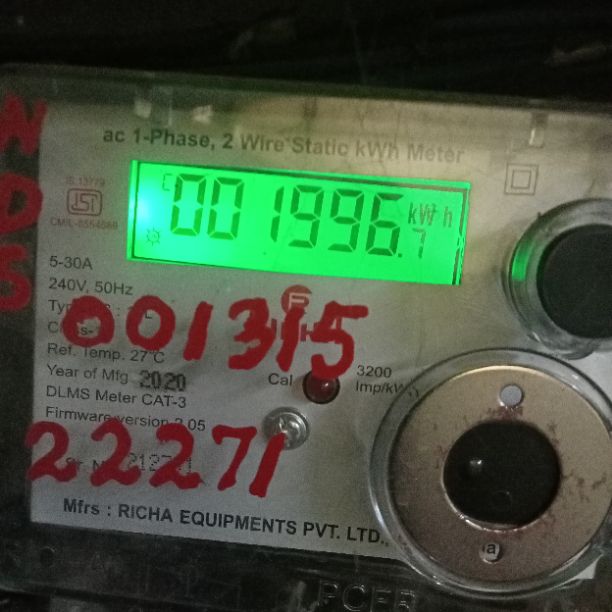 ac 1-Phase, 2 Wire Static kWh Meter
IS 13779
ISI
001996.7 kWh
NDS
5-30A
240V, 50Hz
001315
Ref. Temp. 27°C
Year of Mfg 2020
Cal 3200
DLMS Meter CAT-3
Imp/kWh
Firmware version
22271
Mfrs : RICHA EQUIPMENTS PVT. LTD.,